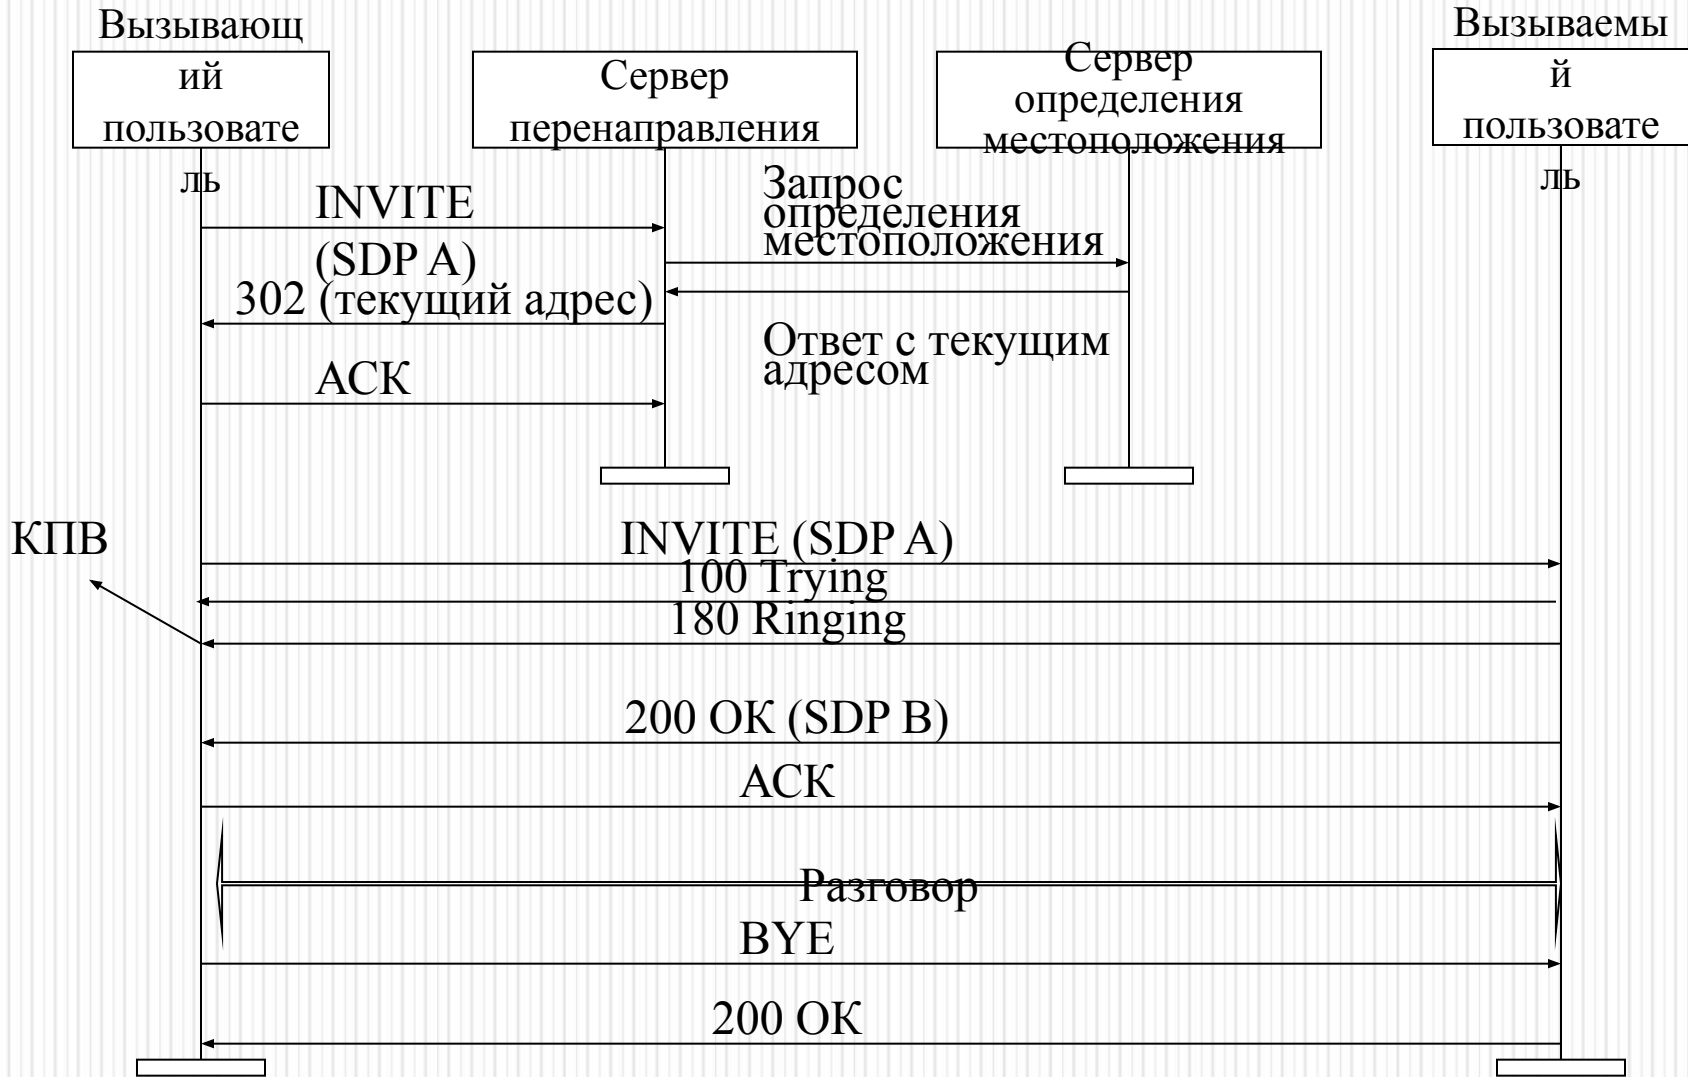 Вызывающ
ий
пользовате
ль
Сервер
перенаправления
Сервер
определения
местоположения
Вызываемы
й
пользовате
ль
INVITE
(SDP A)
Запрос
определения
местоположения
302 (текущий адрес)
Ответ с текущим
адресом
ACK
КПВ
INVITE (SDP A)
100 Trying
180 Ringing
200 OK (SDP B)
ACK
Разговор
BYE
200 OK